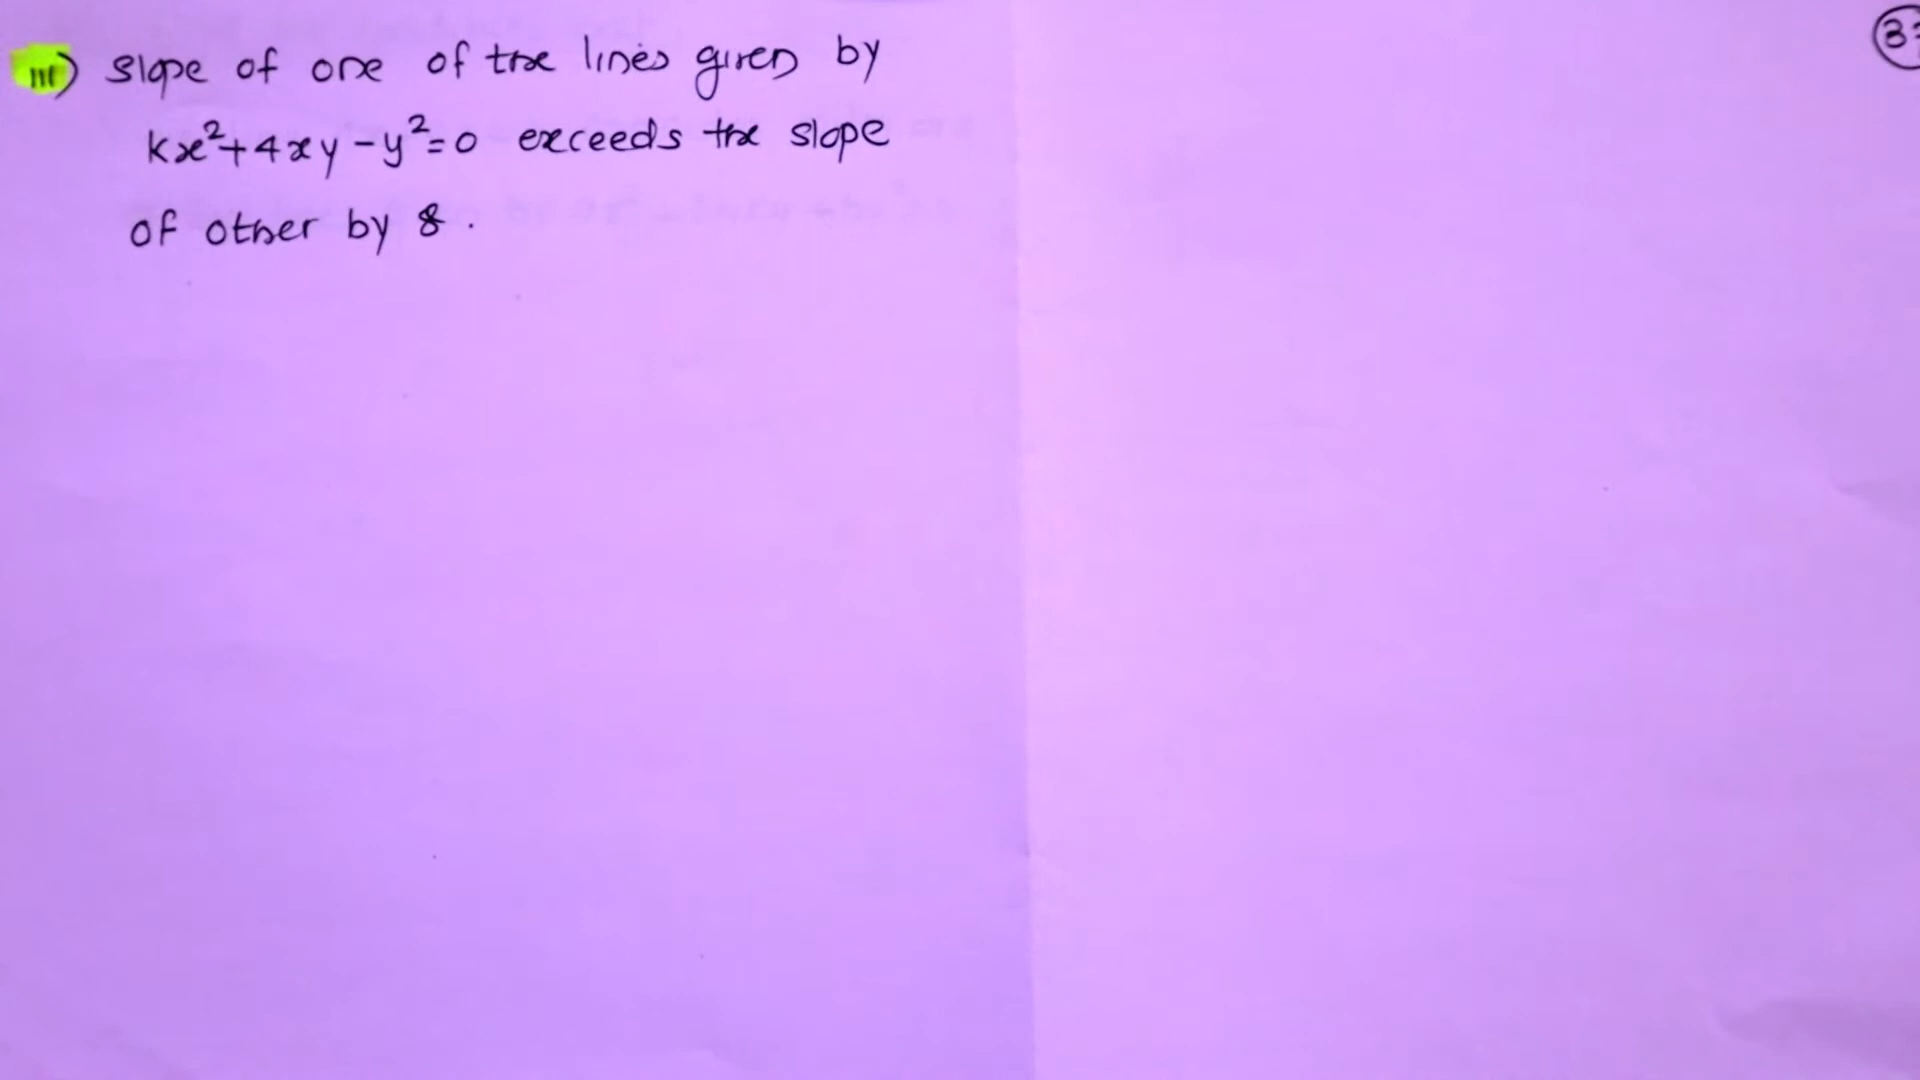 iii) slope of one of the lines given by
kx²+4xy-y²=0 exceeds the slope
of other by 8.